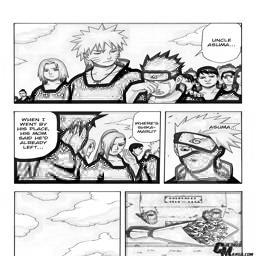 UNCLE
ASUMA...
WHEN I
WENT BY
HIS PLACE,
HIS MOM
SAID HE'D
ALREADY
LEFT...
WHERE'S
SHIKA-
MARU?
ASUMA...